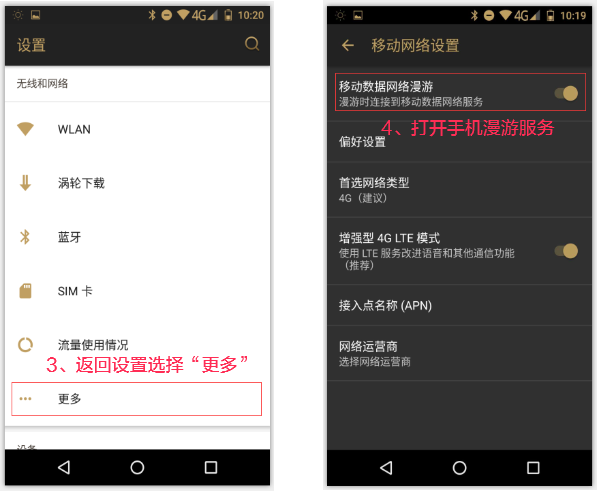 4G 10:20
设置
无线和网络
WLAN
涡轮下载
蓝牙
SIM 卡
流量使用情况
3、返回设置选择“更多”
更多
4G 10:19
移动网络设置
移动数据网络漫游
漫游时连接到移动数据网络服务
4、打开手机漫游服务
偏好设置
首选网络类型
4G（建议）
增强型 4G LTE 模式
使用 LTE 服务改进语音和其他通信功能
（推荐）
接入点名称 (APN)
网络运营商
选择网络运营商